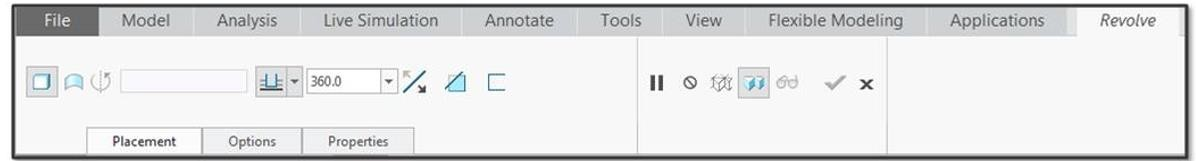 File Model Analysis Live Simulation Annotate Tools View Flexible Modeling Applications Revolve
360.0
Placement Options Properties